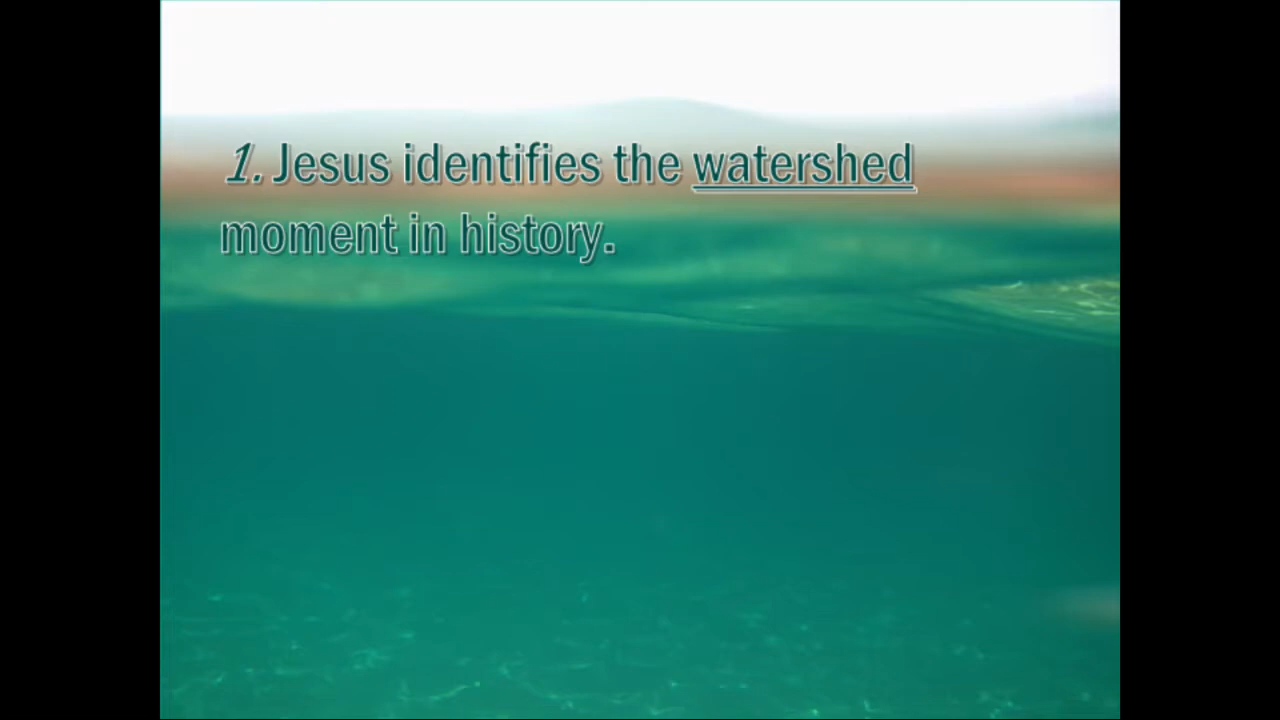 1. Jesus identifies the watershed
moment in history.